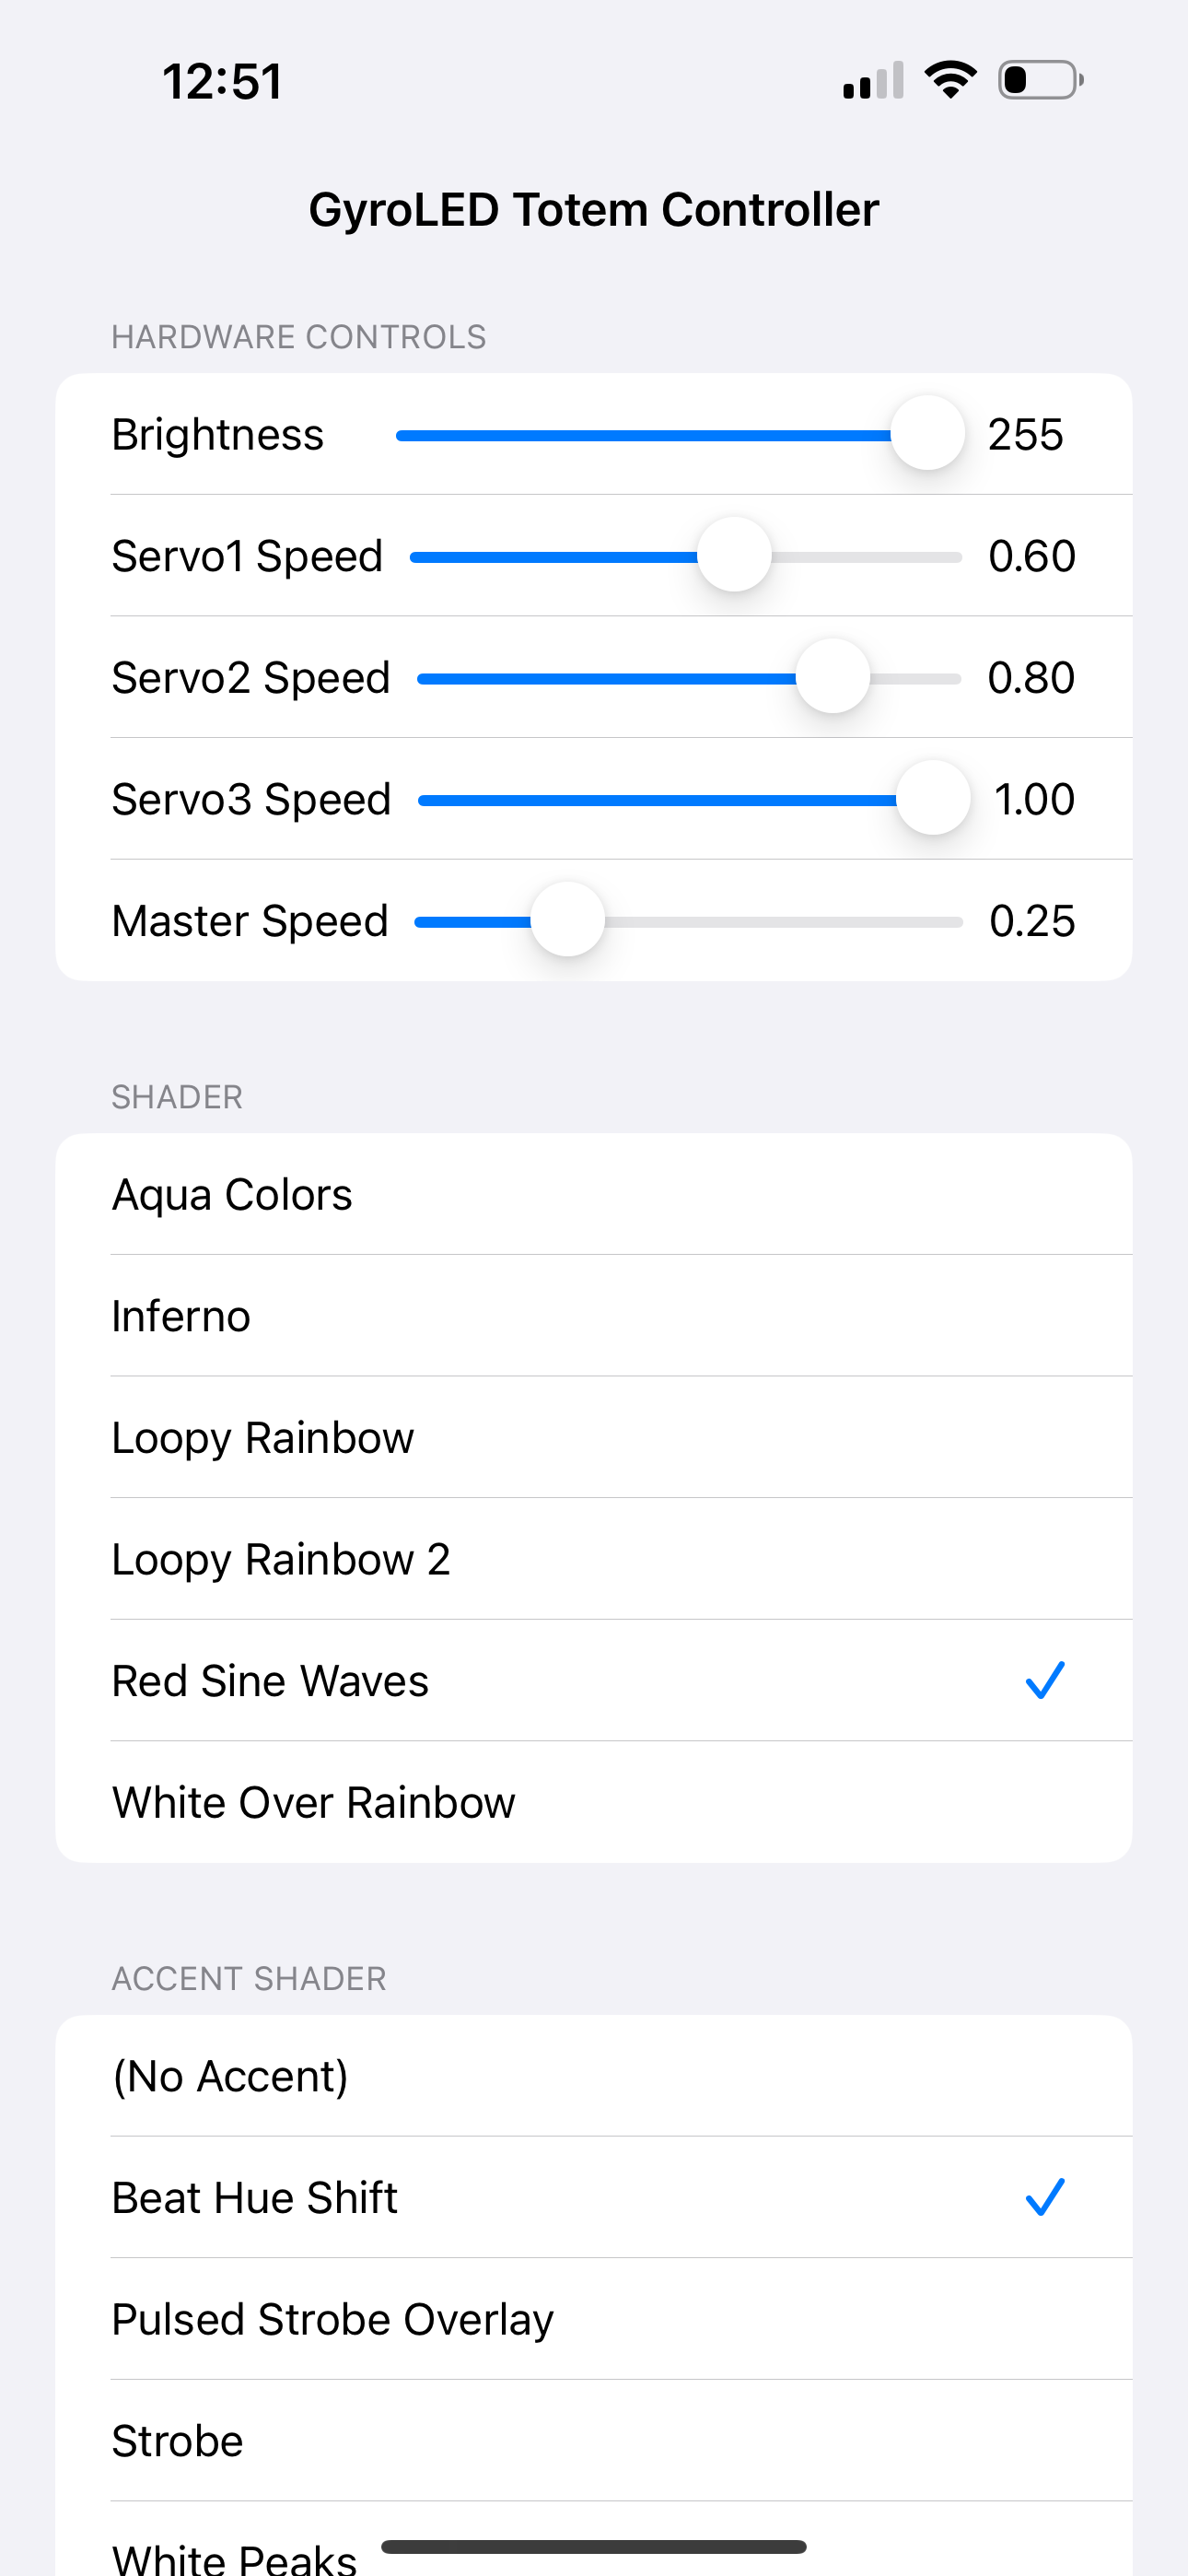 12:51
GyroLED Totem Controller
HARDWARE CONTROLS
Brightness 255
Servo1 Speed 0.60
Servo2 Speed 0.80
Servo3 Speed 1.00
Master Speed 0.25
SHADER
Aqua Colors
Inferno
Loopy Rainbow
Loopy Rainbow 2
Red Sine Waves
White Over Rainbow
ACCENT SHADER
(No Accent)
Beat Hue Shift
Pulsed Strobe Overlay
Strobe
White Peaks